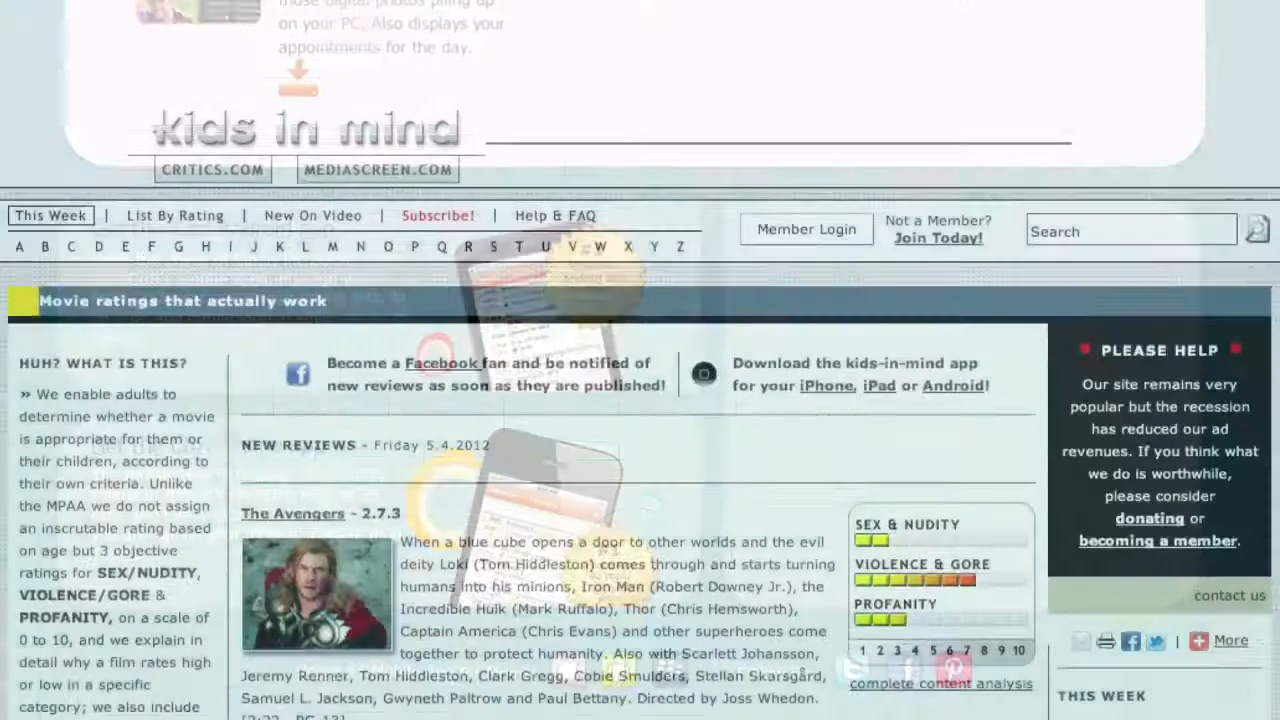 those digital photos piling up
on your PC. Also displays your
appointments for the day.
kids in mind
CRITICS.COM MEDIASCREEN.COM
This Week | List By Rating | New On Video | Subscribe! | Help & FAQ
A B C D E F G H I J K L M N O P Q R S T U V W X Y Z
Member Login
Not a Member?
Join Today!
Search
Movie ratings that actually work
HUH? WHAT IS THIS?
» We enable adults to
determine whether a movie
is appropriate for them or
their children, according to
their own criteria. Unlike
the MPAA we do not assign
an inscrutable rating based
on age but 3 objective
ratings for SEX/NUDITY,
VIOLENCE/GORE &
PROFANITY, on a scale of
0 to 10, and we explain in
detail why a film rates high
or low in a specific
category; we also include
Become a Facebook fan and be notified of
new reviews as soon as they are published!
Download the kids-in-mind app
for your iPhone, iPad or Android!
NEW REVIEWS - Friday 5.4.2012
The Avengers - 2.7.3
When a blue cube opens a door to other worlds and the evil
deity Loki (Tom Hiddleston) comes through and starts turning
humans into his minions, Iron Man (Robert Downey Jr.), the
Incredible Hulk (Mark Ruffalo), Thor (Chris Hemsworth),
Captain America (Chris Evans) and other superheroes come
together to protect humanity. Also with Scarlett Johansson,
Jeremy Renner, Tom Hiddleston, Clark Gregg, Cobie Smulders, Stellan Skarsgård,
Samuel L. Jackson, Gwyneth Paltrow and Paul Bettany. Directed by Joss Whedon.
SEX & NUDITY
VIOLENCE & GORE
PROFANITY
1 2 3 4 5 6 7 8 9 10
complete content analysis
PLEASE HELP
Our site remains very
popular but the recession
has reduced our ad
revenues. If you think what
we do is worthwhile,
please consider
donating or
becoming a member.
contact us
| More
THIS WEEK